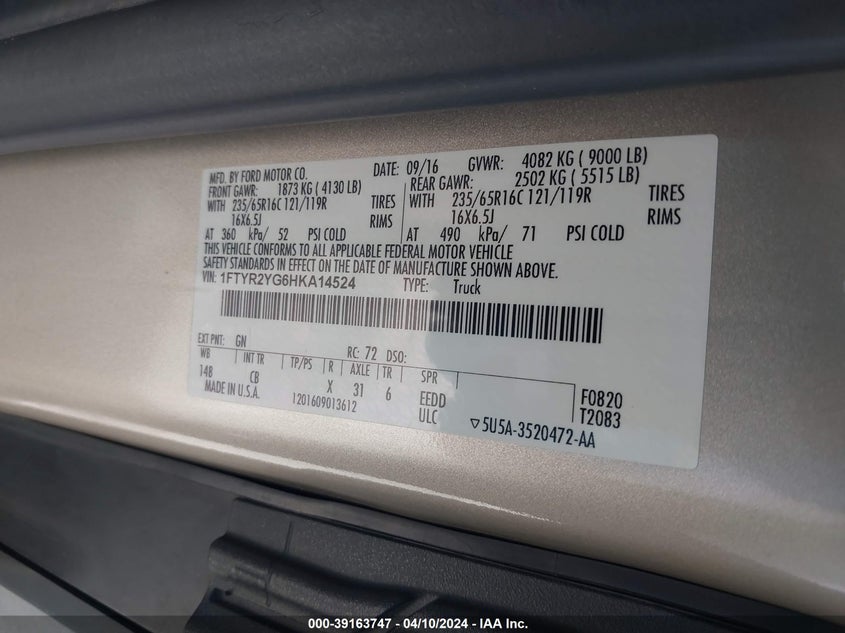 MFD. BY FORD MOTOR CO. DATE: 09/16 GVWR: 4082 KG ( 9000 LB)
FRONT GAWR: 1873 KG ( 4130 LB) REAR GAWR: 2502 KG ( 5515 LB)
WITH 235/65R16C 121/119R TIRES WITH 235/65R16C 121/119R TIRES
16X6.5J RIMS 16X6.5J RIMS
AT 360 kPa/ 52 PSI COLD AT 490 kPa/ 71 PSI COLD
THIS VEHICLE CONFORMS TO ALL APPLICABLE FEDERAL MOTOR VEHICLE
SAFETY STANDARDS IN EFFECT ON THE DATE OF MANUFACTURE SHOWN ABOVE.
VIN: 1FTYR2YG6HKA14524 TYPE: Truck
EXT PNT: GN RC: 72 DSO:
WB INT TR TP/PS R AXLE TR SPR
148 CB X 31 6 EEDD F0820
MADE IN U.S.A. 1201609013612 ULC T2083
▽5U5A-3520472-AA
000-39163747 - 04/10/2024 - IAA Inc.